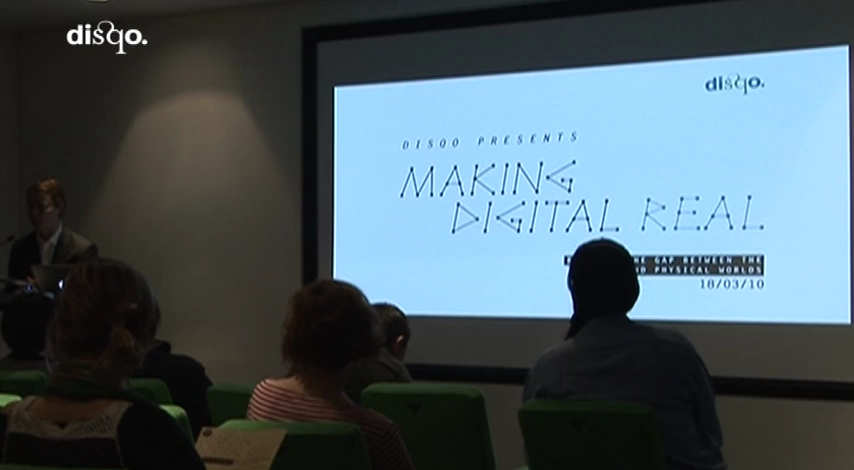 disqo.
disqo.
DISQO PRESENTS
MAKING
DIGITAL REAL
GAP BETWEEN THE
PHYSICAL WORLDS
18/03/10